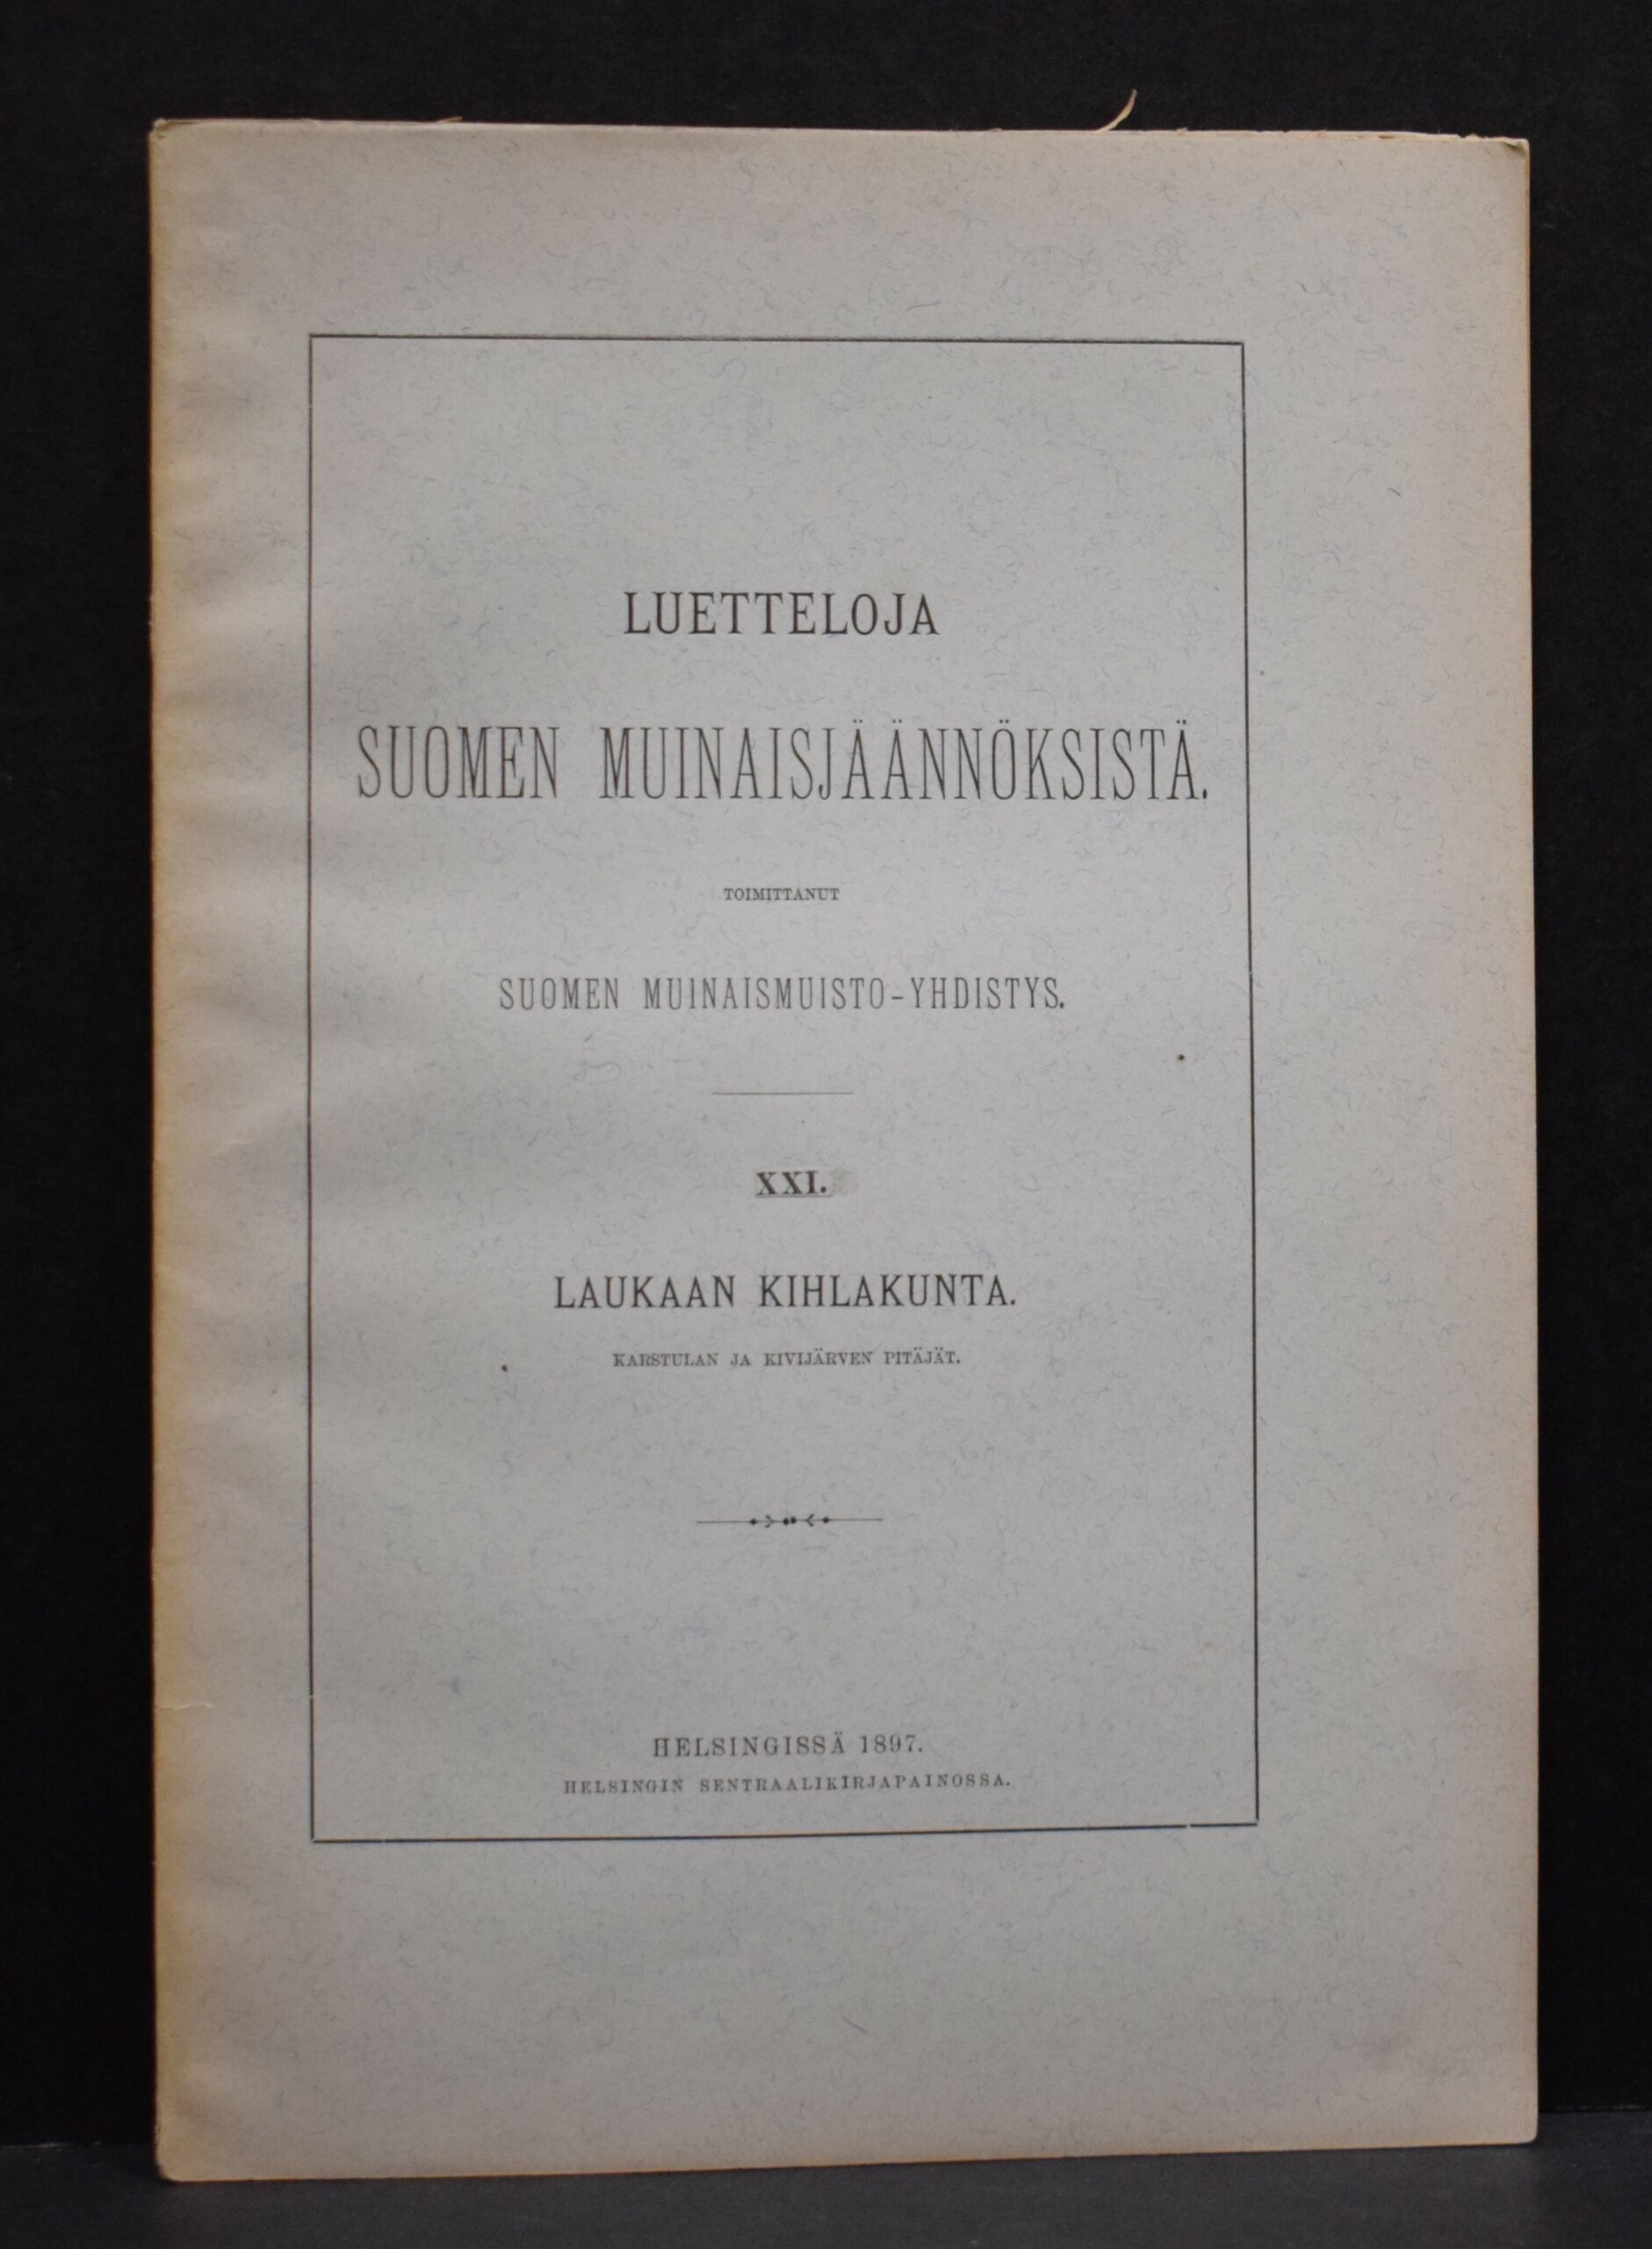 LUETTELOJA
SUOMEN MUINAISJÄÄNNÖKSISTÄ.
TOIMITTANUT
SUOMEN MUINAISMUISTO-YHDISTYS.
XXI.
LAUKAAN KIHLAKUNTA.
KARSTULAN JA KIVIJÄRVEN PITÄJÄT.
HELSINGISSÄ 1897.
HELSINGIN SENTRAALIKIRJAPAINOSSA.